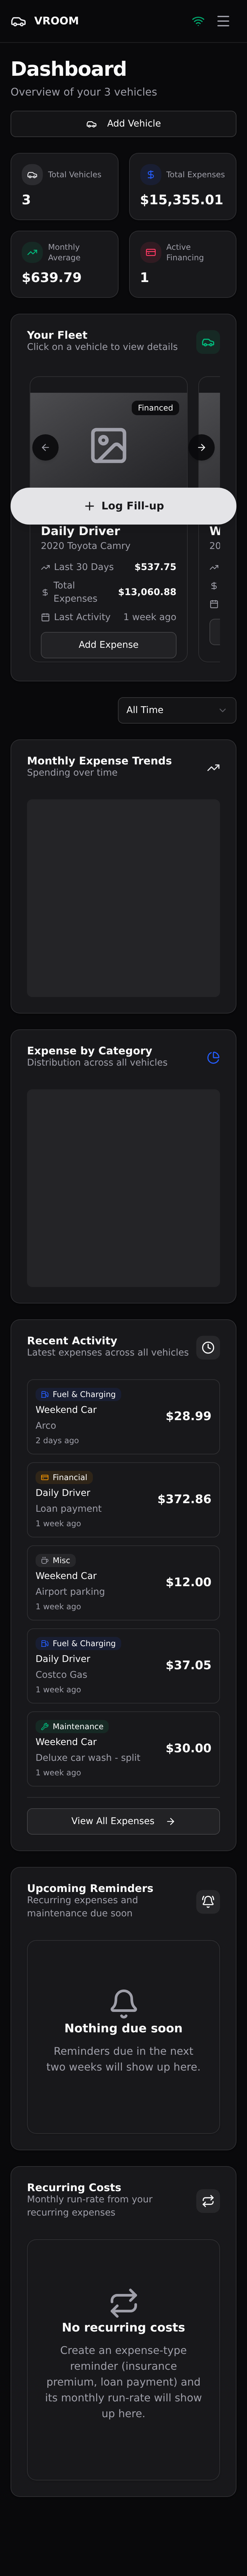 VROOM
Dashboard
Overview of your 3 vehicles
Add Vehicle
Total Vehicles
3
Total Expenses
$15,355.01
Monthly
Average
$639.79
Active
Financing
1
Your Fleet
Click on a vehicle to view details
Financed
Log Fill-up
Daily Driver
2020 Toyota Camry
Last 30 Days $537.75
Total
Expenses
$13,060.88
Last Activity 1 week ago
Add Expense
W
20
All Time
Monthly Expense Trends
Spending over time
Expense by Category
Distribution across all vehicles
Recent Activity
Latest expenses across all vehicles
Fuel & Charging
Weekend Car
Arco
2 days ago
$28.99
Financial
Daily Driver
Loan payment
1 week ago
$372.86
Misc
Weekend Car
Airport parking
1 week ago
$12.00
Fuel & Charging
Daily Driver
Costco Gas
1 week ago
$37.05
Maintenance
Weekend Car
Deluxe car wash - split
1 week ago
$30.00
View All Expenses
Upcoming Reminders
Recurring expenses and
maintenance due soon
Nothing due soon
Reminders due in the next
two weeks will show up here.
Recurring Costs
Monthly run-rate from your
recurring expenses
No recurring costs
Create an expense-type
reminder (insurance
premium, loan payment) and
its monthly run-rate will show
up here.